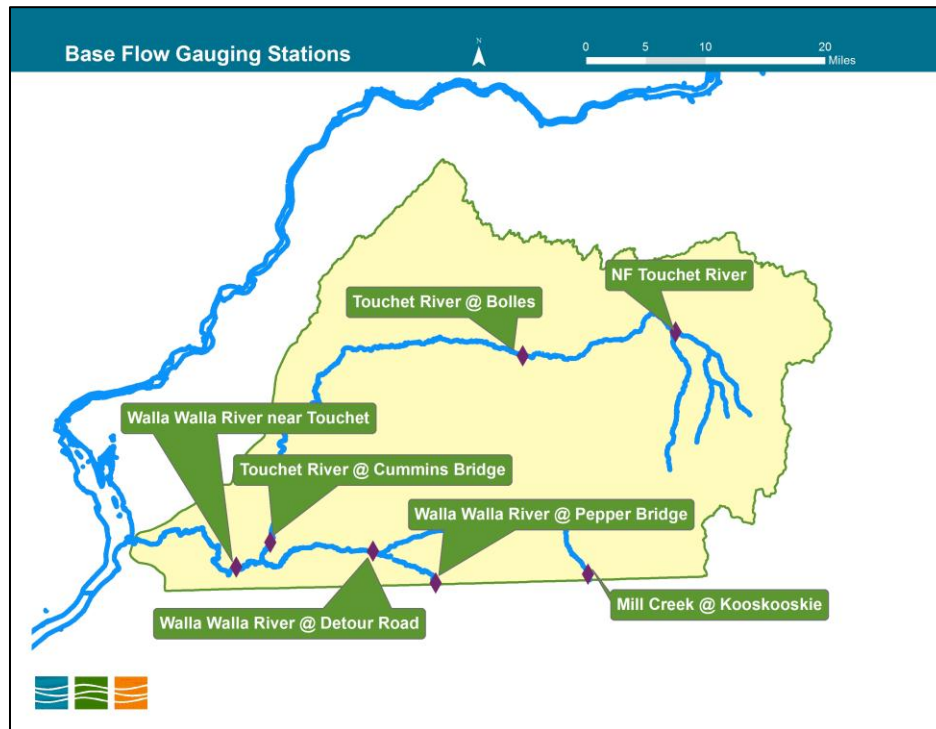 Base Flow Gauging Stations
N
0 5 10 20
Miles
NF Touchet River
Touchet River @ Bolles
Walla Walla River near Touchet
Touchet River @ Cummins Bridge
Walla Walla River @ Pepper Bridge
Mill Creek @ Kooskooskie
Walla Walla River @ Detour Road